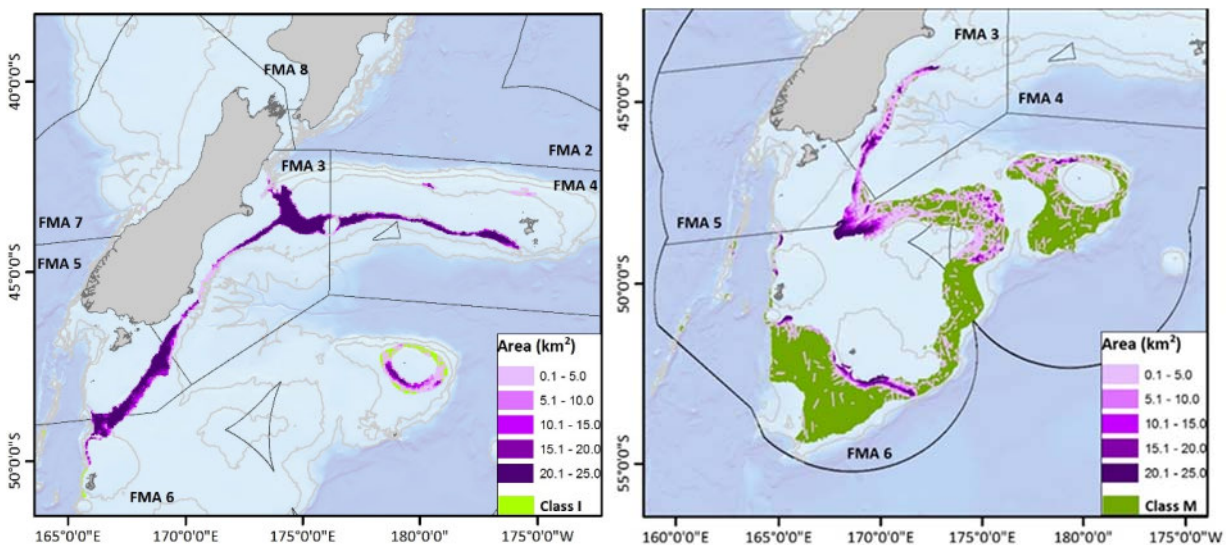 FMA 8
40°0'0"S
FMA 2
FMA 3
FMA 4
FMA 7
FMA 5
45°0'0"S
Area (km²)
0.1 - 5.0
5.1 - 10.0
10.1 - 15.0
15.1 - 20.0
20.1 - 25.0
Class I
50°0'0"S
FMA 6
165°0'0"E 170°0'0"E 175°0'0"E 180°0'0"
FMA 3
45°0'0"S
FMA 4
FMA 5
50°0'0"S
Area (km²)
0.1 - 5.0
5.1 - 10.0
10.1 - 15.0
15.1 - 20.0
20.1 - 25.0
Class M
FMA 6
55°0'0"S
160°0'0"E 165°0'0"E 170°0'0"E 175°0'0"E 180°0'0" 175°0'0"W